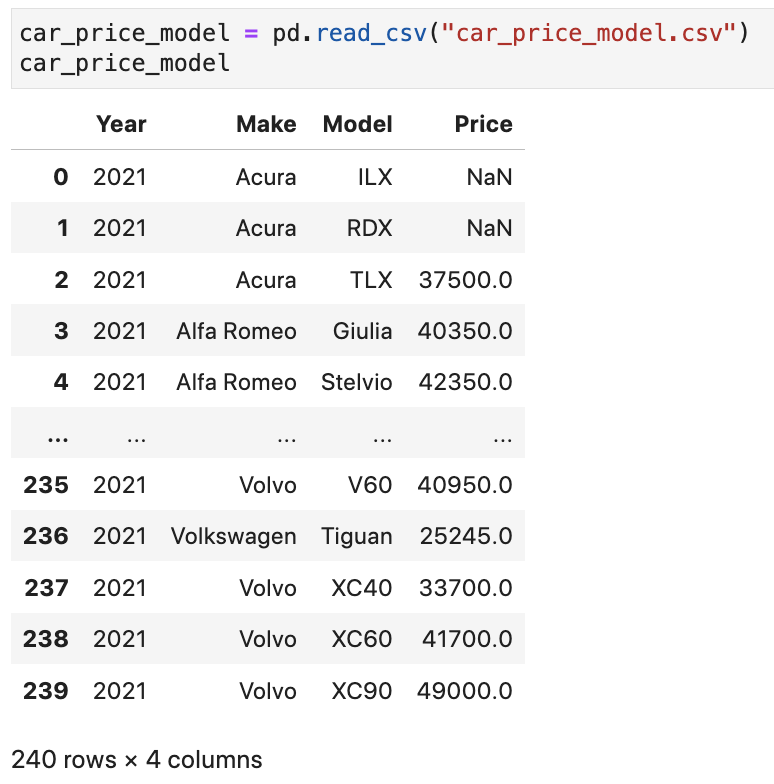 car_price_model = pd.read_csv("car_price_model.csv")
car_price_model
Year Make Model Price
0 2021 Acura ILX NaN
1 2021 Acura RDX NaN
2 2021 Acura TLX 37500.0
3 2021 Alfa Romeo Giulia 40350.0
4 2021 Alfa Romeo Stelvio 42350.0
... ... ... ... ...
235 2021 Volvo V60 40950.0
236 2021 Volkswagen Tiguan 25245.0
237 2021 Volvo XC40 33700.0
238 2021 Volvo XC60 41700.0
239 2021 Volvo XC90 49000.0
240 rows × 4 columns